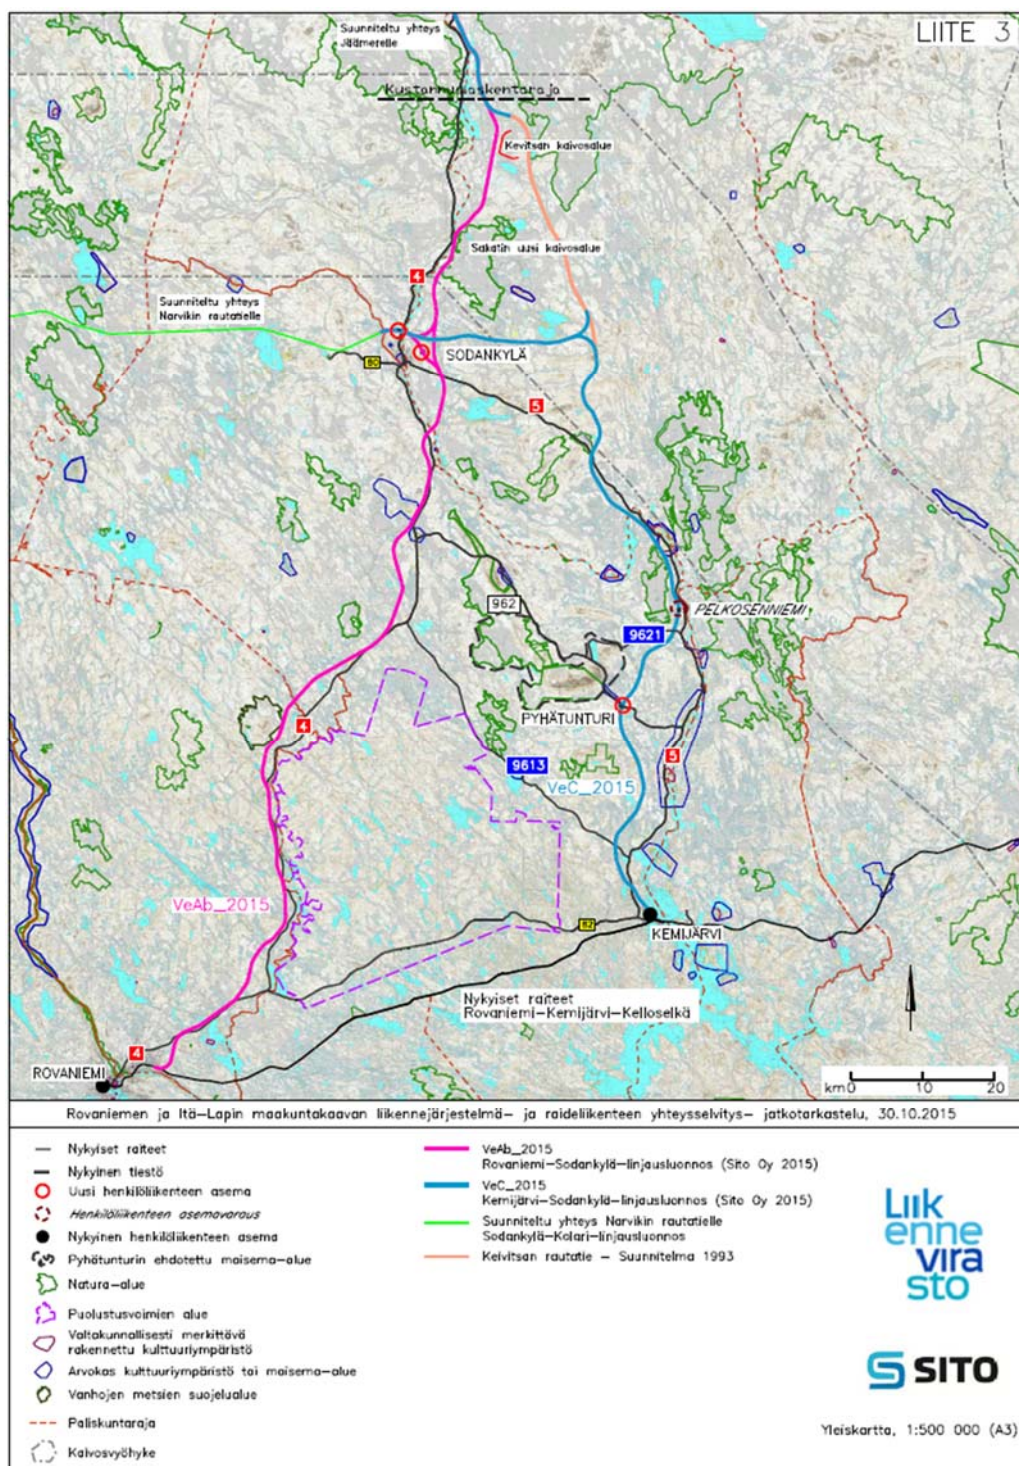 LIITE 3
Suunniteltu yhteys
Jäämerelle
Kustannuslaskentaraja
Kevitsan kaivosalue
Sakatin uusi kaivosalue
4
Suunniteltu yhteys
Narvikin rautatielle
SODANKYLÄ
80
5
962
PELKOSENNIEMI
9621
PYHÄTUNTURI
4
5
9613
VeC_2015
VeAb_2015
82
KEMIJÄRVI
Nykyiset raiteet
Rovaniemi-Kemijärvi-Kelloselkä
4
ROVANIEMI
km 0 10 20
Rovaniemen ja Itä-Lapin maakuntakaavan liikennejärjestelmä- ja raideliikenteen yhteysselvitys- jatkotarkastelu, 30.10.2015
Nykyiset raiteet
Nykyinen tiestö
Uusi henkilöliikenteen asema
Henkilöliikenteen asemavaraus
Nykyinen henkilöliikenteen asema
Pyhätunturin ehdotettu maisema-alue
Natura-alue
Puolustusvoimien alue
Valtakunnallisesti merkittävä
rakennettu kulttuuriympäristö
Arvokas kulttuuriympäristö tai maisema-alue
Vanhojen metsien suojelualue
Paliskuntaraja
Kaivosvyöhyke
VeAb_2015
Rovaniemi-Sodankylä-linjausluonnos (Sito Oy 2015)
VeC_2015
Kemijärvi-Sodankylä-linjausluonnos (Sito Oy 2015)
Suunniteltu yhteys Narvikin rautatielle
Sodankylä-Kolari-linjausluonnos
Keivitsan rautatie - Suunnitelma 1993
Liik
enne
vira
sto
SITO
Yleiskartta, 1:500 000 (A3)